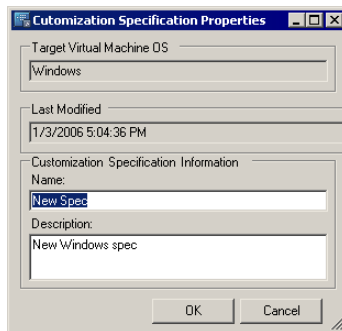 Cutomization Specification Properties
Target Virtual Machine OS
Windows
Last Modified
1/3/2006 5:04:36 PM
Customization Specification Information
Name:
New Spec
Description:
New Windows spec
OK Cancel